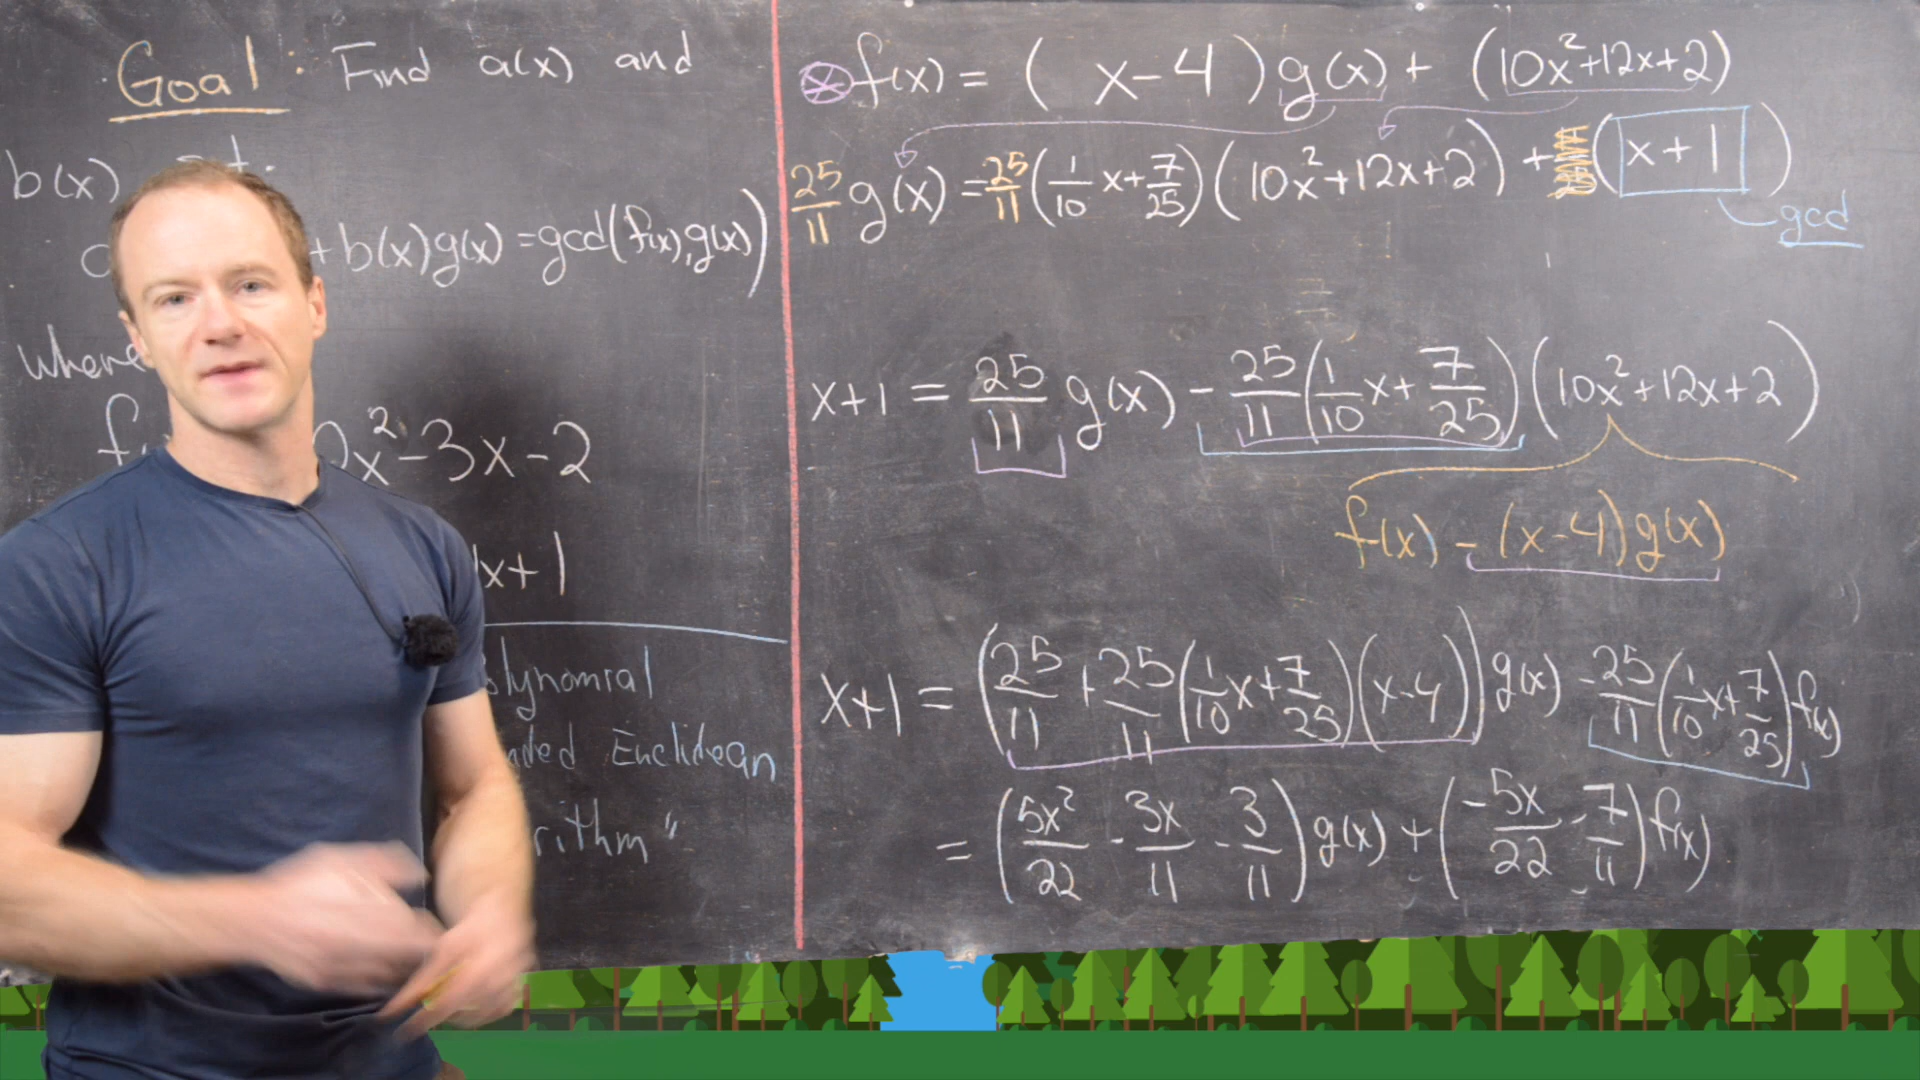 Goal: Find a(x) and
b(x) s.t.
+b(x)g(x)=gcd(f(x),g(x))
where
x²-3x-2
x+1
olynomial
nded Euclidean
rithm"
⊛ f(x) = ( x-4 ) g(x) + (10x²+12x+2)
25/11 g(x) = 25/11 (1/10 x + 7/25) (10x²+12x+2) + (x+1)
gcd
x+1 = 25/11 g(x) - 25/11 (1/10 x + 7/25) (10x²+12x+2)
f(x) - (x-4)g(x)
x+1 = (25/11 + 25/11 (1/10 x + 7/25)(x-4)) g(x) - 25/11 (1/10 x + 7/25) f(x)
= (5x²/22 - 3x/11 - 3/11) g(x) + (-5x/22 - 7/11) f(x)